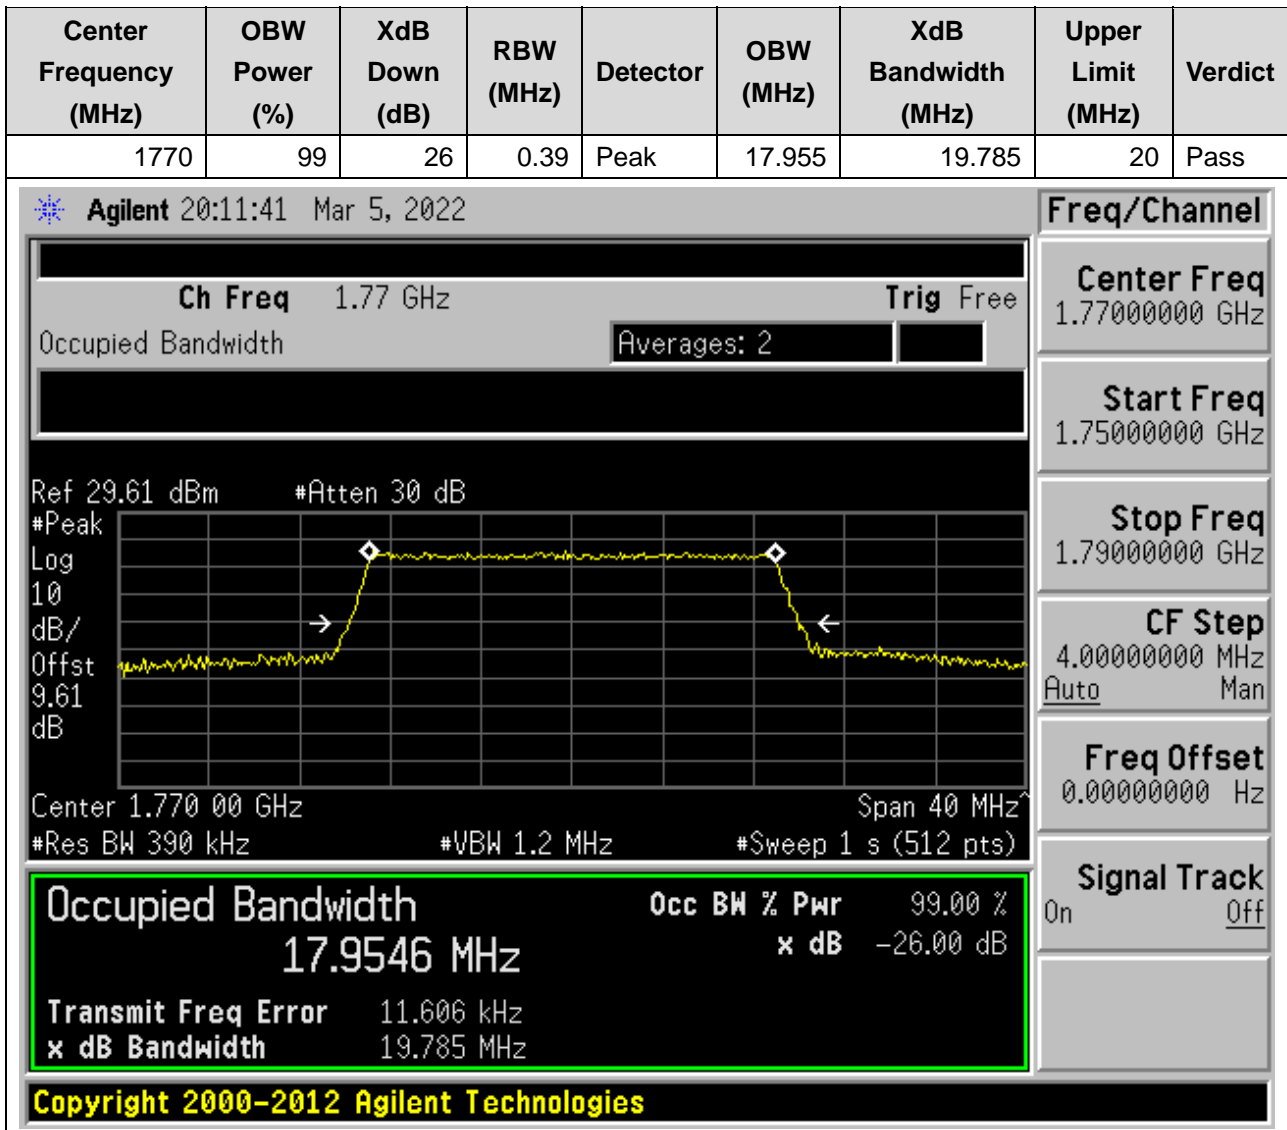 Center Frequency (MHz) OBW Power (%) XdB Down (dB) RBW (MHz) Detector OBW (MHz) XdB Bandwidth (MHz) Upper Limit (MHz) Verdict
1770 99 26 0.39 Peak 17.955 19.785 20 Pass
Agilent 20:11:41 Mar 5, 2022
Freq/Channel
Ch Freq 1.77 GHz Trig Free
Occupied Bandwidth Averages: 2
Center Freq
1.77000000 GHz
Start Freq
1.75000000 GHz
Stop Freq
1.79000000 GHz
CF Step
4.00000000 MHz
Auto Man
Freq Offset
0.00000000 Hz
Signal Track
On Off
Ref 29.61 dBm #Atten 30 dB
#Peak
Log
10
dB/
Offst
9.61
dB
Center 1.770 00 GHz Span 40 MHz^
#Res BW 390 kHz #VBW 1.2 MHz #Sweep 1 s (512 pts)
Occupied Bandwidth Occ BW % Pwr 99.00 %
17.9546 MHz x dB -26.00 dB
Transmit Freq Error 11.606 kHz
x dB Bandwidth 19.785 MHz
Copyright 2000-2012 Agilent Technologies